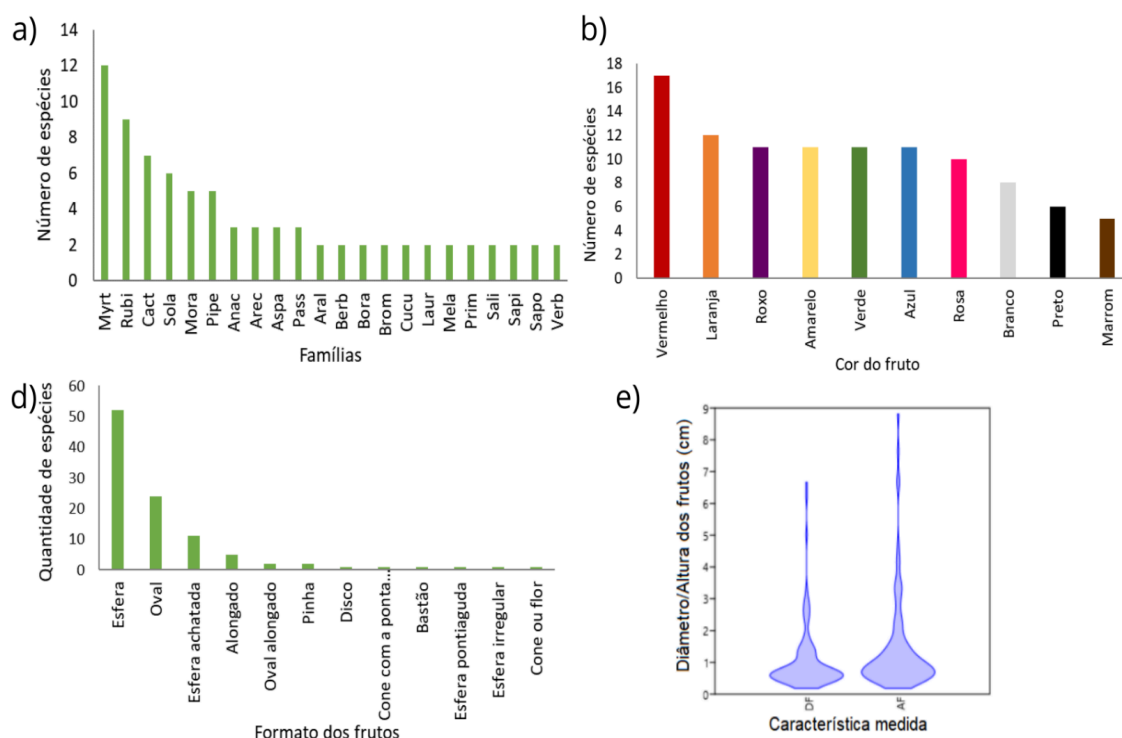 a)
Número de espécies
14
12
10
8
6
4
2
0
Myrt
Rubi
Cact
Sola
Mora
Pipe
Anac
Arec
Aspa
Pass
Aral
Berb
Bora
Brom
Cucu
Laur
Mela
Prim
Sali
Sapi
Sapo
Verb
Famílias
b)
Número de espécies
18
16
14
12
10
8
6
4
2
0
Vermelho
Laranja
Roxo
Amarelo
Verde
Azul
Rosa
Branco
Preto
Marrom
Cor do fruto
d)
Quantidade de espécies
60
50
40
30
20
10
0
Esfera
Oval
Esfera achatada
Alongado
Oval alongado
Pinha
Disco
Cone com a ponta...
Bastão
Esfera pontiaguda
Esfera irregular
Cone ou flor
Formato dos frutos
e)
Diâmetro/Altura dos frutos (cm)
9
8
7
6
5
4
3
2
1
0
DF
AF
Característica medida